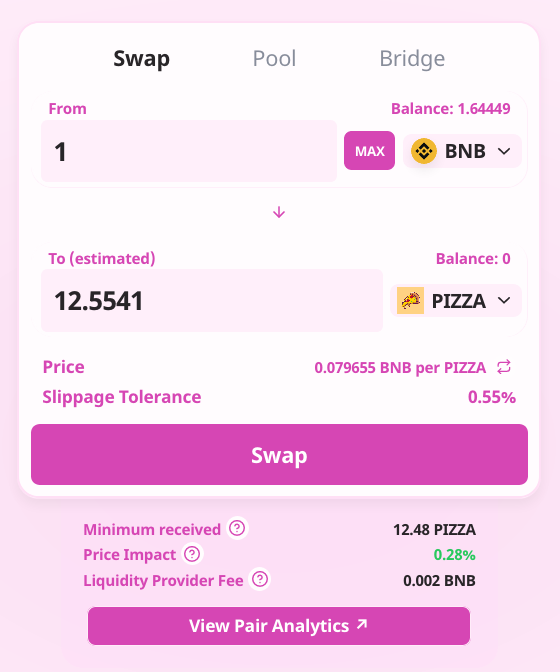 Swap Pool Bridge
From Balance: 1.64449
1 MAX BNB
To (estimated) Balance: 0
12.5541 PIZZA
Price 0.079655 BNB per PIZZA
Slippage Tolerance 0.55%
Swap
Minimum received 12.48 PIZZA
Price Impact 0.28%
Liquidity Provider Fee 0.002 BNB
View Pair Analytics ↗